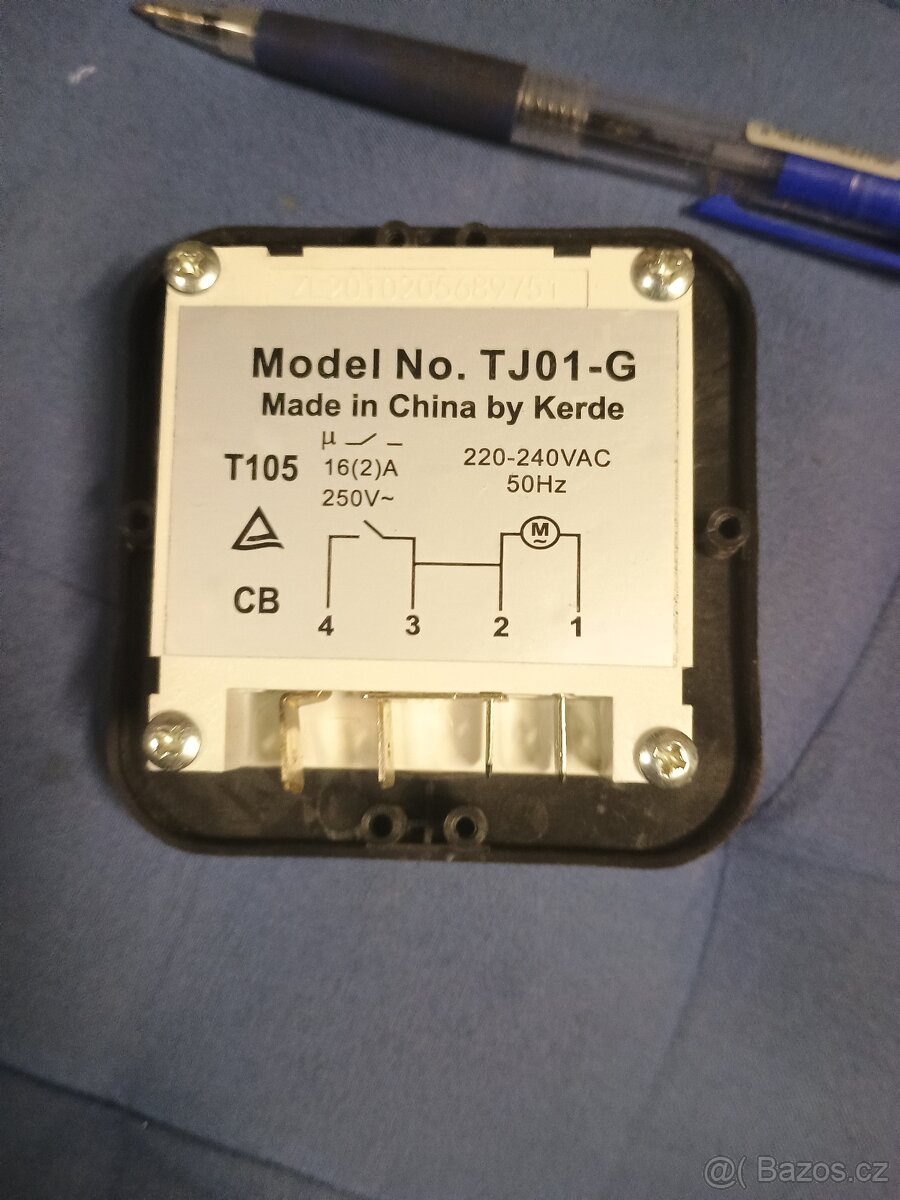 ZL2010205689751
Model No. TJ01-G
Made in China by Kerde
T105
µ
16(2)A
250V~
220-240VAC
50Hz
M
~
CB
4 3 2 1
@( Bazos.cz